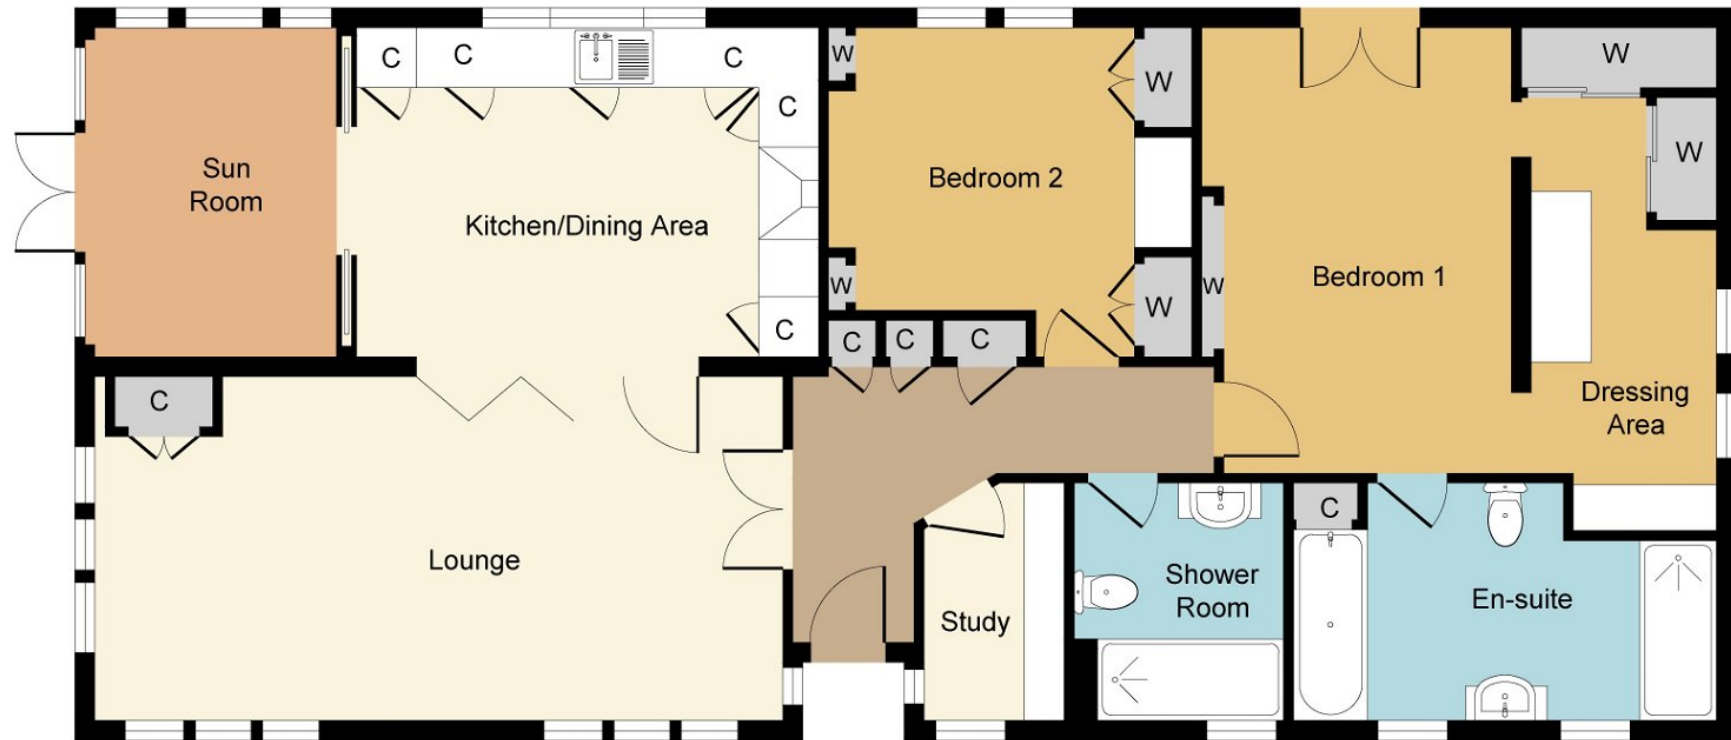 C
C
C
C
W
W
W
Sun
Room
Kitchen/Dining Area
Bedroom 2
W
Bedroom 1
W
W
W
C
W
C
C
C
C
Dressing
Area
C
Lounge
Study
Shower
Room
En-suite